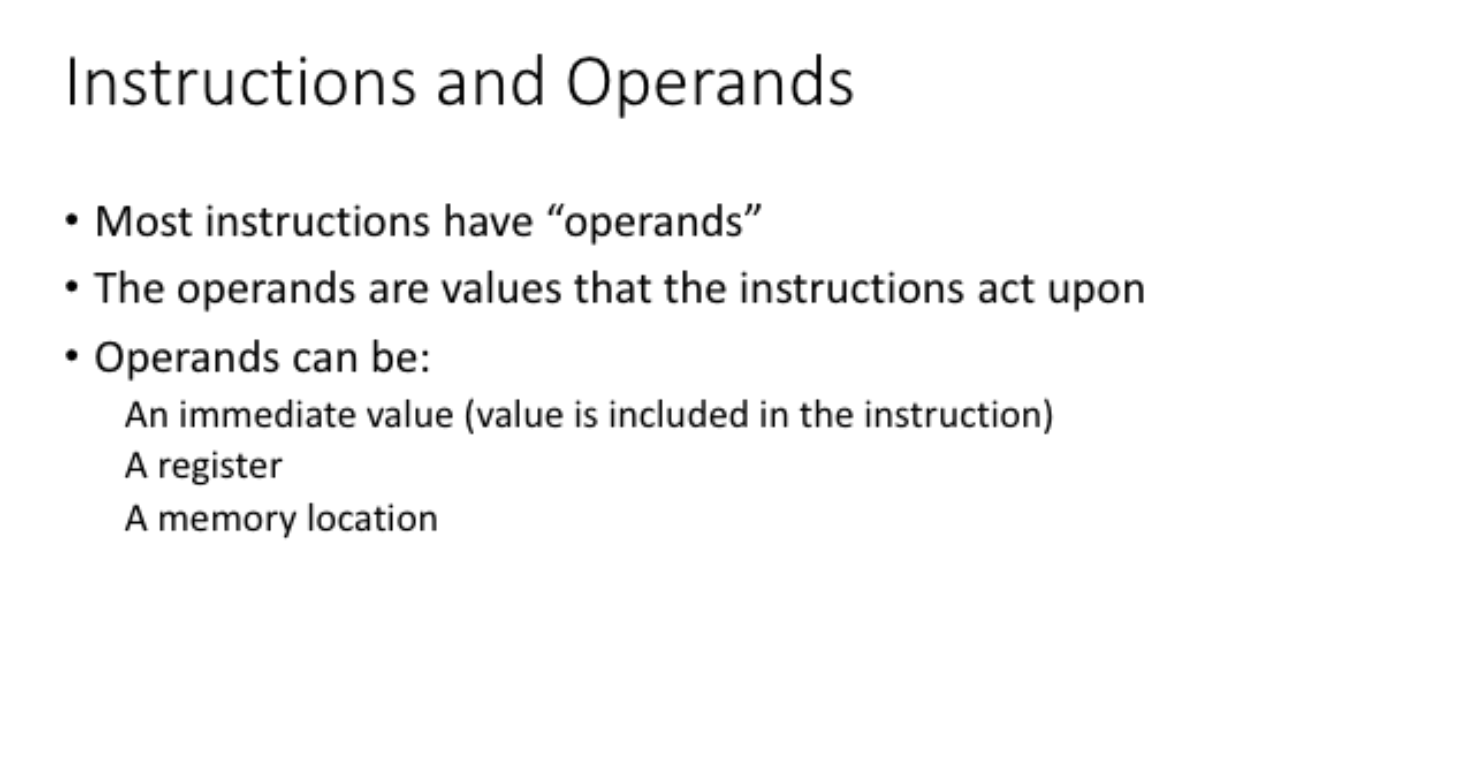 Instructions and Operands
• Most instructions have “operands”
• The operands are values that the instructions act upon
• Operands can be:
An immediate value (value is included in the instruction)
A register
A memory location